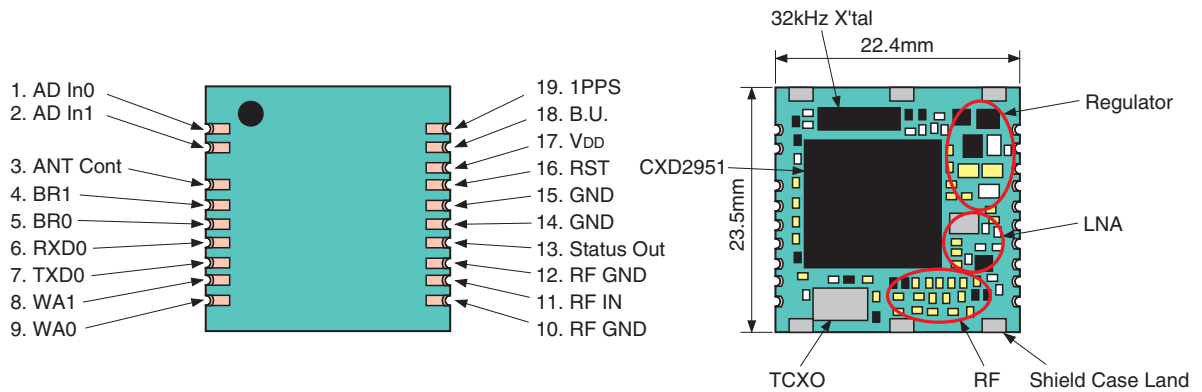 1. AD In0
2. AD In1
3. ANT Cont
4. BR1
5. BR0
6. RXD0
7. TXD0
8. WA1
9. WA0
19. 1PPS
18. B.U.
17. VDD
16. RST
15. GND
14. GND
13. Status Out
12. RF GND
11. RF IN
10. RF GND
32kHz X'tal
22.4mm
Regulator
CXD2951
23.5mm
LNA
TCXO
RF
Shield Case Land